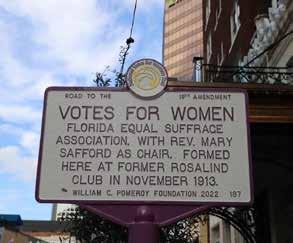 ROAD TO THE 19TH AMENDMENT
VOTES FOR WOMEN
FLORIDA EQUAL SUFFRAGE
ASSOCIATION, WITH REV. MARY
SAFFORD AS CHAIR, FORMED
HERE AT FORMER ROSALIND
CLUB IN NOVEMBER 1913.
WILLIAM G. POMEROY FOUNDATION 2022 187